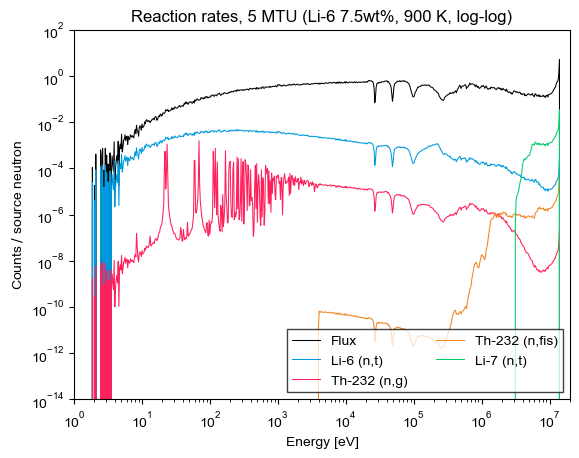 Reaction rates, 5 MTU (Li-6 7.5wt%, 900 K, log-log)
10^2
10^0
10^-2
10^-4
10^-6
10^-8
10^-10
10^-12
10^-14
Counts / source neutron
Flux
Li-6 (n,t)
Th-232 (n,g)
Th-232 (n,fis)
Li-7 (n,t)
10^0 10^1 10^2 10^3 10^4 10^5 10^6 10^7
Energy [eV]